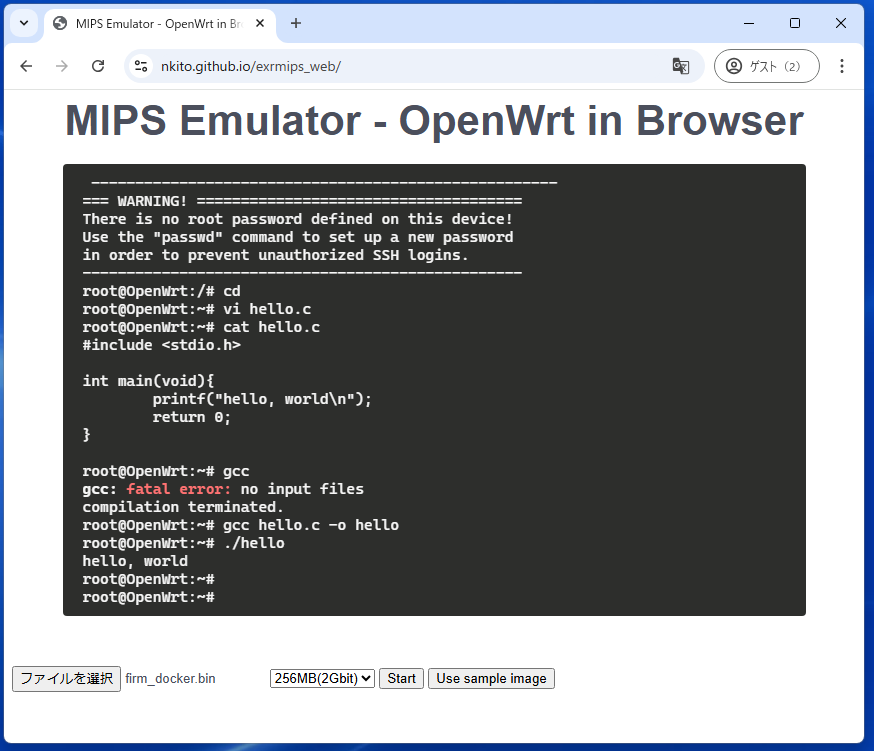 MIPS Emulator - OpenWrt in Br
nkito.github.io/exrmips_web/
ゲスト (2)
MIPS Emulator - OpenWrt in Browser
-----------------------------------------------------
=== WARNING! =====================================
There is no root password defined on this device!
Use the "passwd" command to set up a new password
in order to prevent unauthorized SSH logins.
--------------------------------------------------
root@OpenWrt:/# cd
root@OpenWrt:~# vi hello.c
root@OpenWrt:~# cat hello.c
#include <stdio.h>
int main(void){
printf("hello, world\n");
return 0;
}
root@OpenWrt:~# gcc
gcc: fatal error: no input files
compilation terminated.
root@OpenWrt:~# gcc hello.c -o hello
root@OpenWrt:~# ./hello
hello, world
root@OpenWrt:~#
root@OpenWrt:~#
ファイルを選択 firm_docker.bin 256MB(2Gbit) Start Use sample image